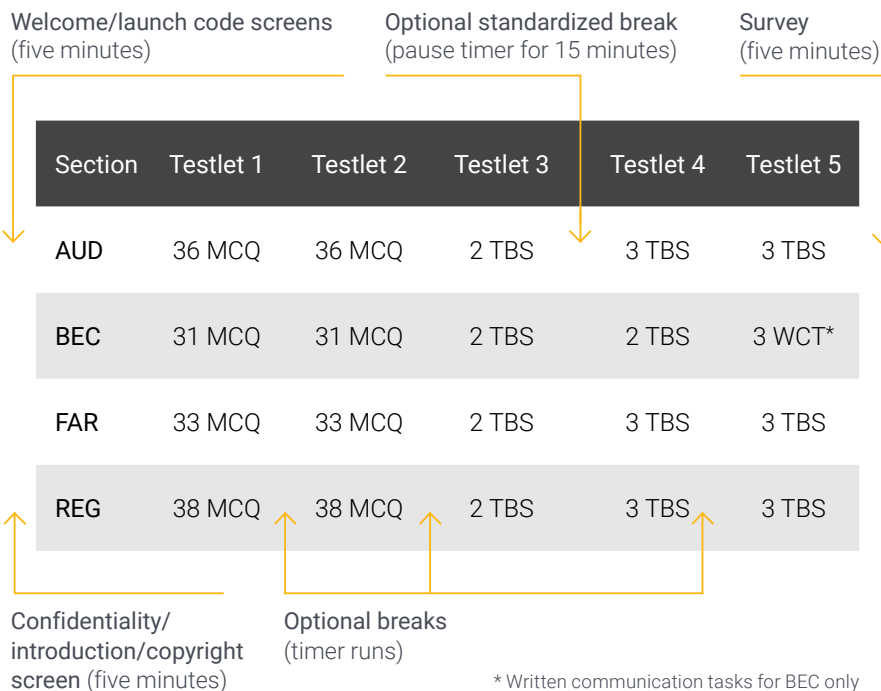 Welcome/launch code screens
(five minutes)
Optional standardized break
(pause timer for 15 minutes)
Survey
(five minutes)
Section Testlet 1 Testlet 2 Testlet 3 Testlet 4 Testlet 5
AUD 36 MCQ 36 MCQ 2 TBS 3 TBS 3 TBS
BEC 31 MCQ 31 MCQ 2 TBS 2 TBS 3 WCT*
FAR 33 MCQ 33 MCQ 2 TBS 3 TBS 3 TBS
REG 38 MCQ 38 MCQ 2 TBS 3 TBS 3 TBS
Confidentiality/
introduction/copyright
screen (five minutes)
Optional breaks
(timer runs)
* Written communication tasks for BEC only